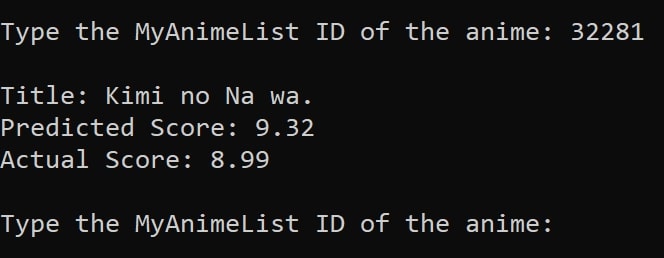 Type the MyAnimeList ID of the anime: 32281
Title: Kimi no Na wa.
Predicted Score: 9.32
Actual Score: 8.99
Type the MyAnimeList ID of the anime: